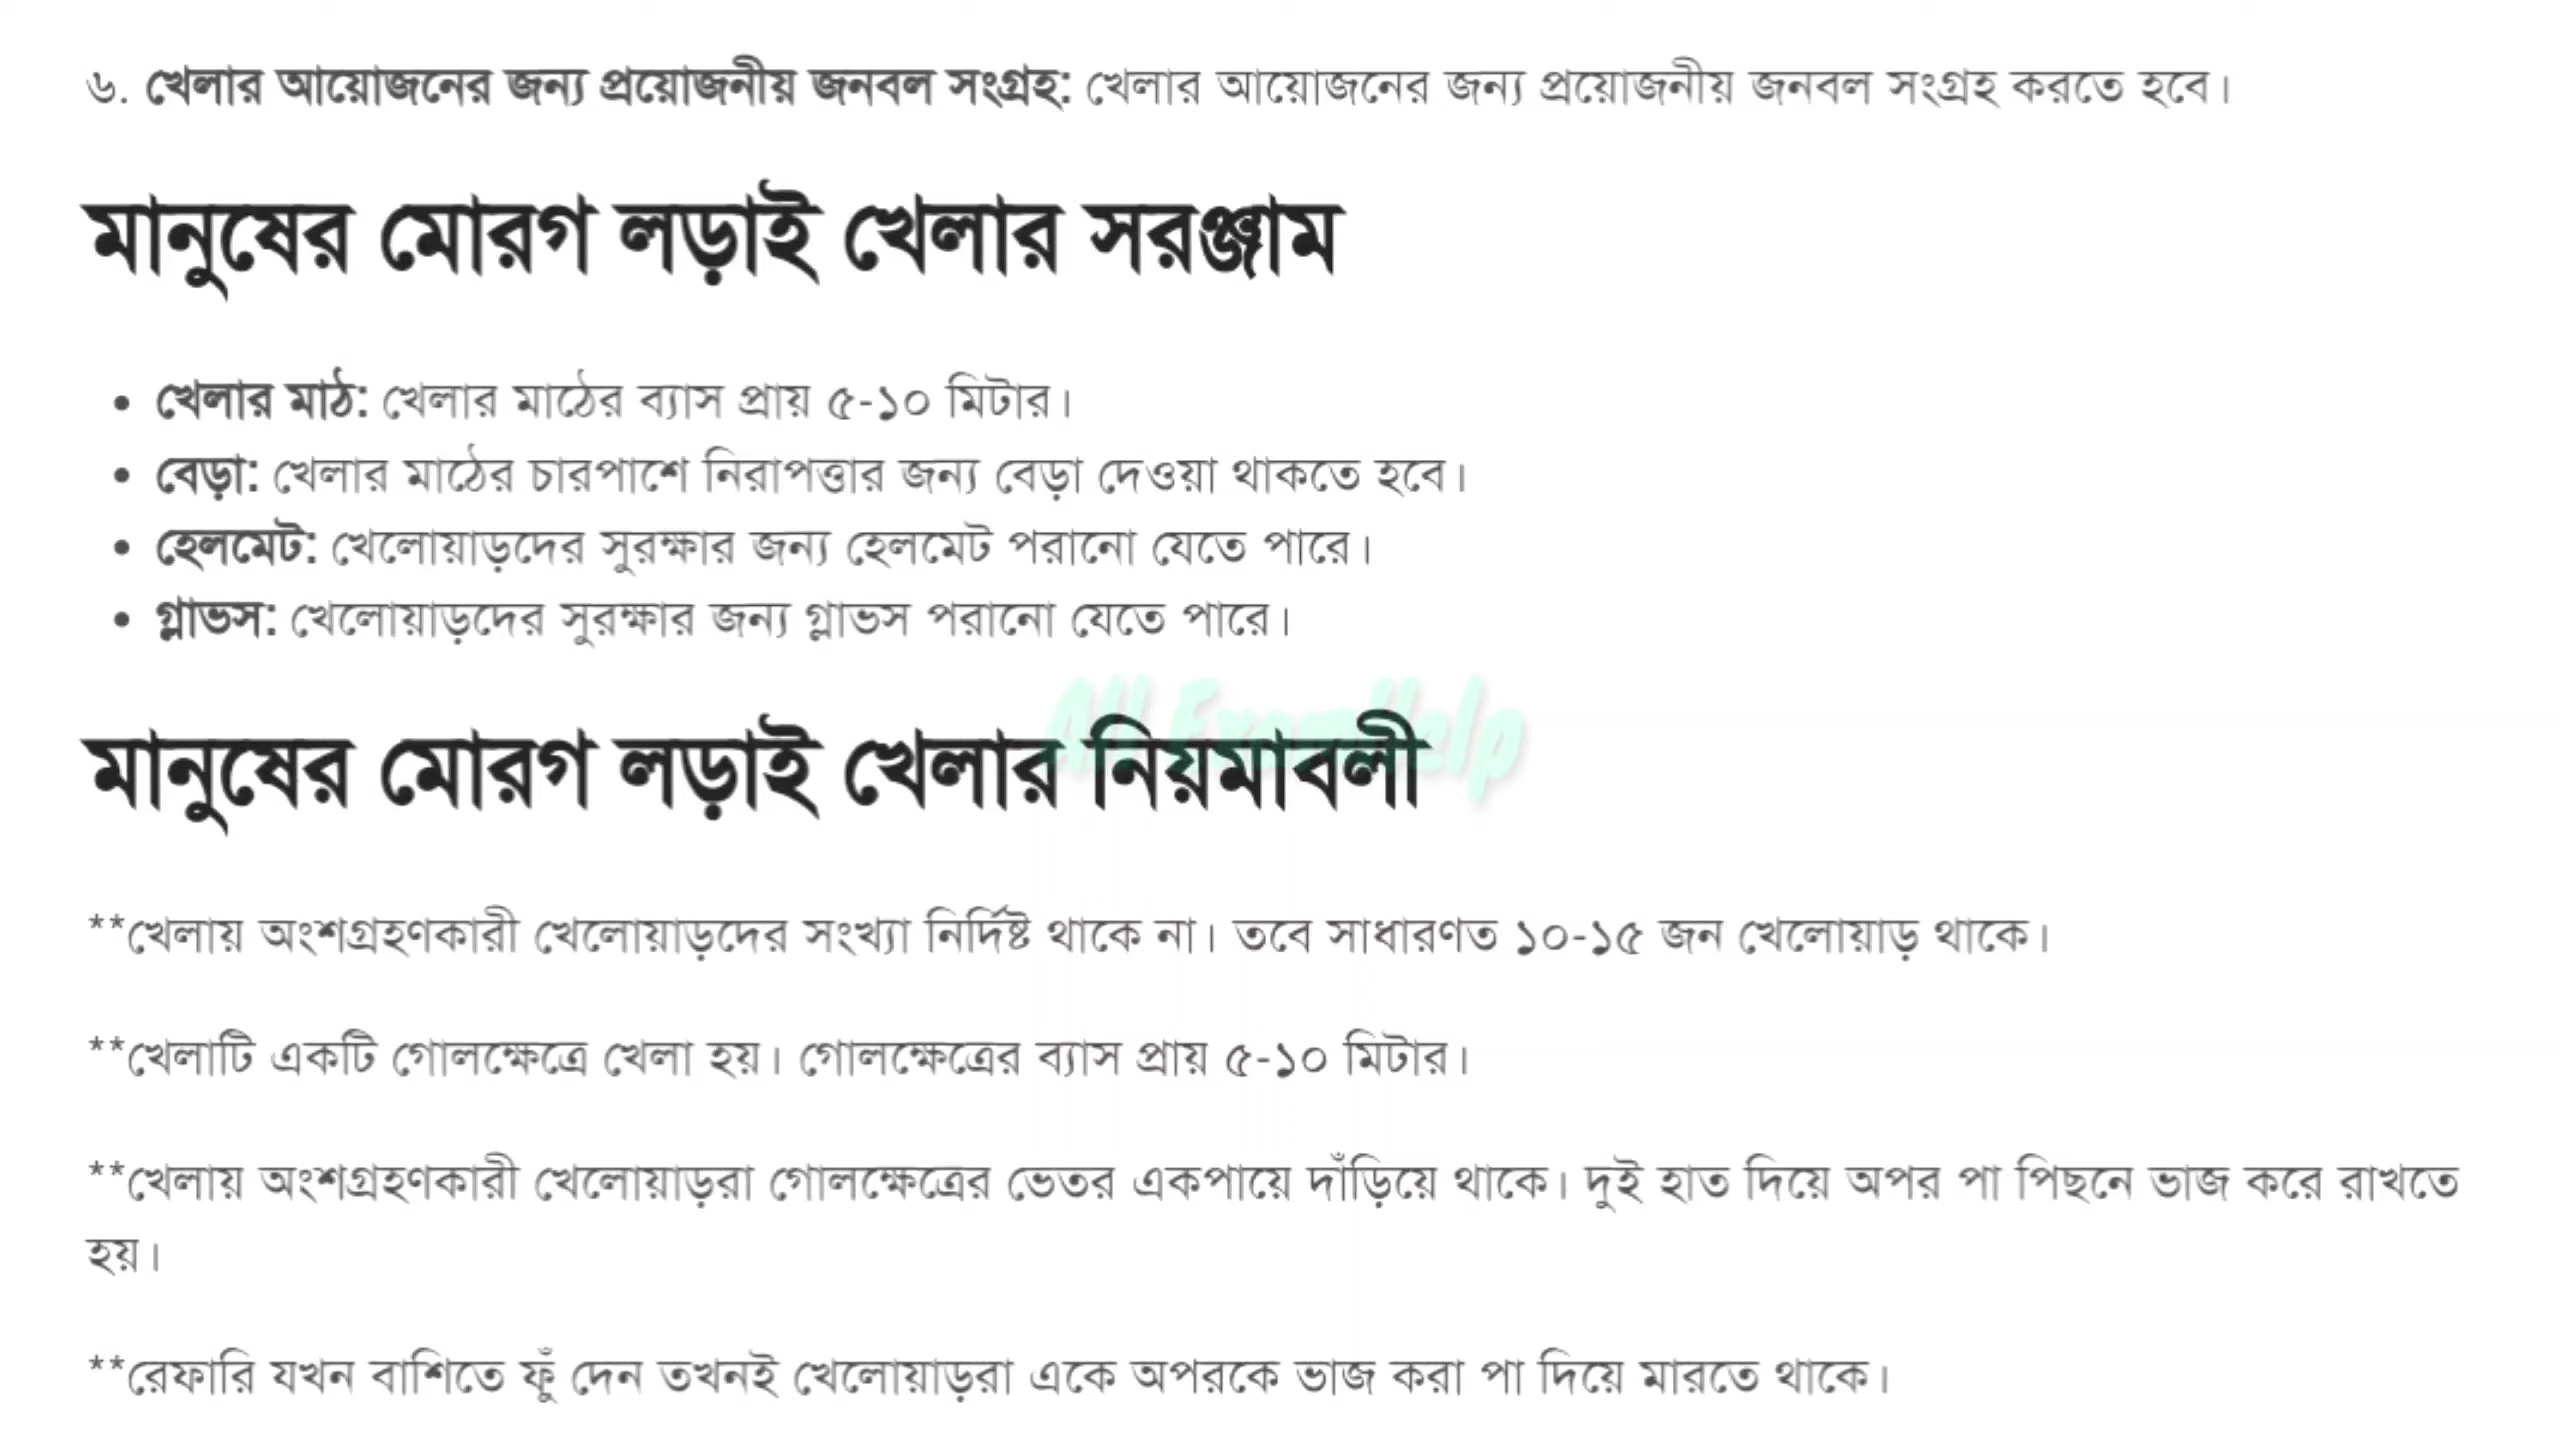 ৬. খেলার আয়োজনের জন্য প্রয়োজনীয় জনবল সংগ্রহ: খেলার আয়োজনের জন্য প্রয়োজনীয় জনবল সংগ্রহ করতে হবে।
মানুষের মোরগ লড়াই খেলার সরঞ্জাম
• খেলার মাঠ: খেলার মাঠের ব্যাস প্রায় ৫-১০ মিটার।
• বেড়া: খেলার মাঠের চারপাশে নিরাপত্তার জন্য বেড়া দেওয়া থাকতে হবে।
• হেলমেট: খেলোয়াড়দের সুরক্ষার জন্য হেলমেট পরানো যেতে পারে।
• গ্লাভস: খেলোয়াড়দের সুরক্ষার জন্য গ্লাভস পরানো যেতে পারে।
All ExamHelp
মানুষের মোরগ লড়াই খেলার নিয়মাবলী
**খেলায় অংশগ্রহণকারী খেলোয়াড়দের সংখ্যা নির্দিষ্ট থাকে না। তবে সাধারণত ১০-১৫ জন খেলোয়াড় থাকে।
**খেলাটি একটি গোলক্ষেত্রে খেলা হয়। গোলক্ষেত্রের ব্যাস প্রায় ৫-১০ মিটার।
**খেলায় অংশগ্রহণকারী খেলোয়াড়রা গোলক্ষেত্রের ভেতর একপায়ে দাঁড়িয়ে থাকে। দুই হাত দিয়ে অপর পা পিছনে ভাজ করে রাখতে
হয়।
**রেফারি যখন বাশিতে ফুঁ দেন তখনই খেলোয়াড়রা একে অপরকে ভাজ করা পা দিয়ে মারতে থাকে।